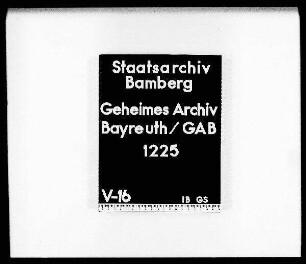 Staatsarchiv
Bamberg
Geheimes Archiv
Bayreuth/GAB
1225
V-16 IB GS